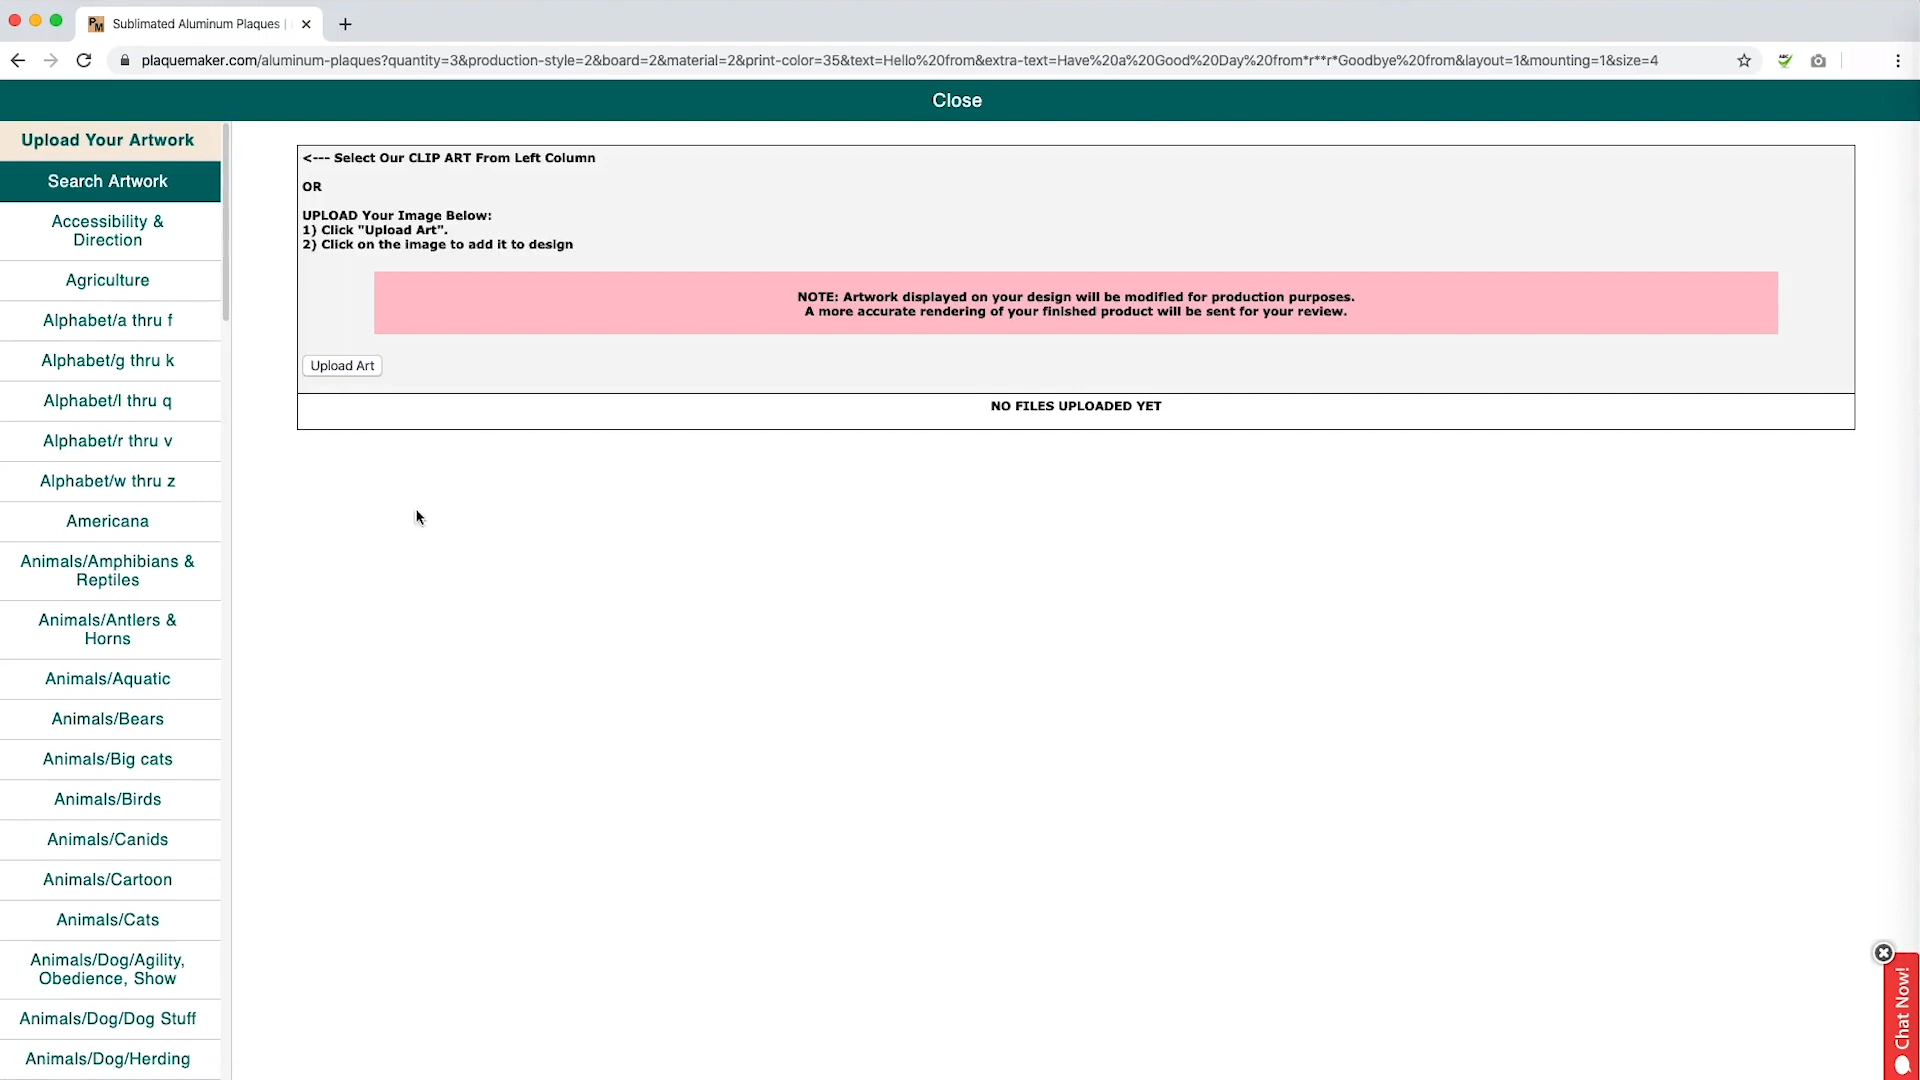 Sublimated Aluminum Plaques |
plaquemaker.com/aluminum-plaques?quantity=3&production-style=2&board=2&material=2&print-color=35&text=Hello%20from&extra-text=Have%20a%20Good%20Day%20from*r**r*Goodbye%20from&layout=1&mounting=1&size=4
Close
Upload Your Artwork
Search Artwork
Accessibility &
Direction
Agriculture
Alphabet/a thru f
Alphabet/g thru k
Alphabet/l thru q
Alphabet/r thru v
Alphabet/w thru z
Americana
Animals/Amphibians &
Reptiles
Animals/Antlers &
Horns
Animals/Aquatic
Animals/Bears
Animals/Big cats
Animals/Birds
Animals/Canids
Animals/Cartoon
Animals/Cats
Animals/Dog/Agility,
Obedience, Show
Animals/Dog/Dog Stuff
Animals/Dog/Herding
<--- Select Our CLIP ART From Left Column
OR
UPLOAD Your Image Below:
1) Click "Upload Art".
2) Click on the image to add it to design
NOTE: Artwork displayed on your design will be modified for production purposes.
A more accurate rendering of your finished product will be sent for your review.
Upload Art
NO FILES UPLOADED YET
Chat Now!